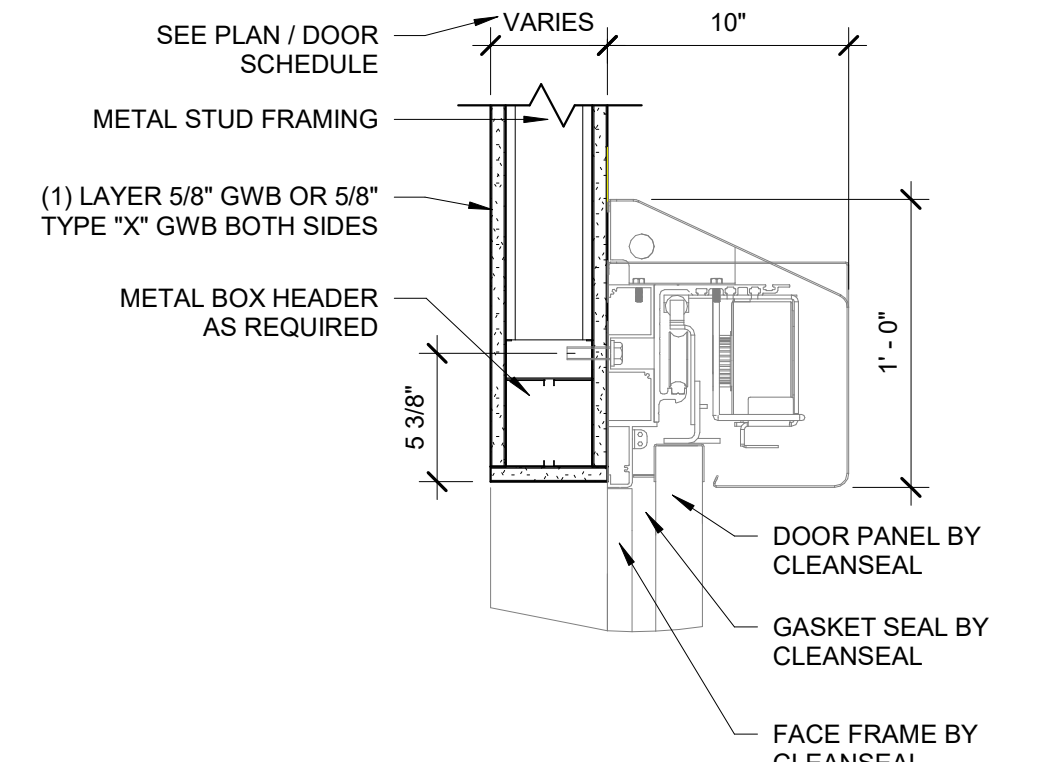 SEE PLAN / DOOR
SCHEDULE
VARIES
10"
METAL STUD FRAMING
(1) LAYER 5/8" GWB OR 5/8"
TYPE "X" GWB BOTH SIDES
METAL BOX HEADER
AS REQUIRED
5 3/8"
1' - 0"
DOOR PANEL BY
CLEANSEAL
GASKET SEAL BY
CLEANSEAL
FACE FRAME BY
CLEANSEAL